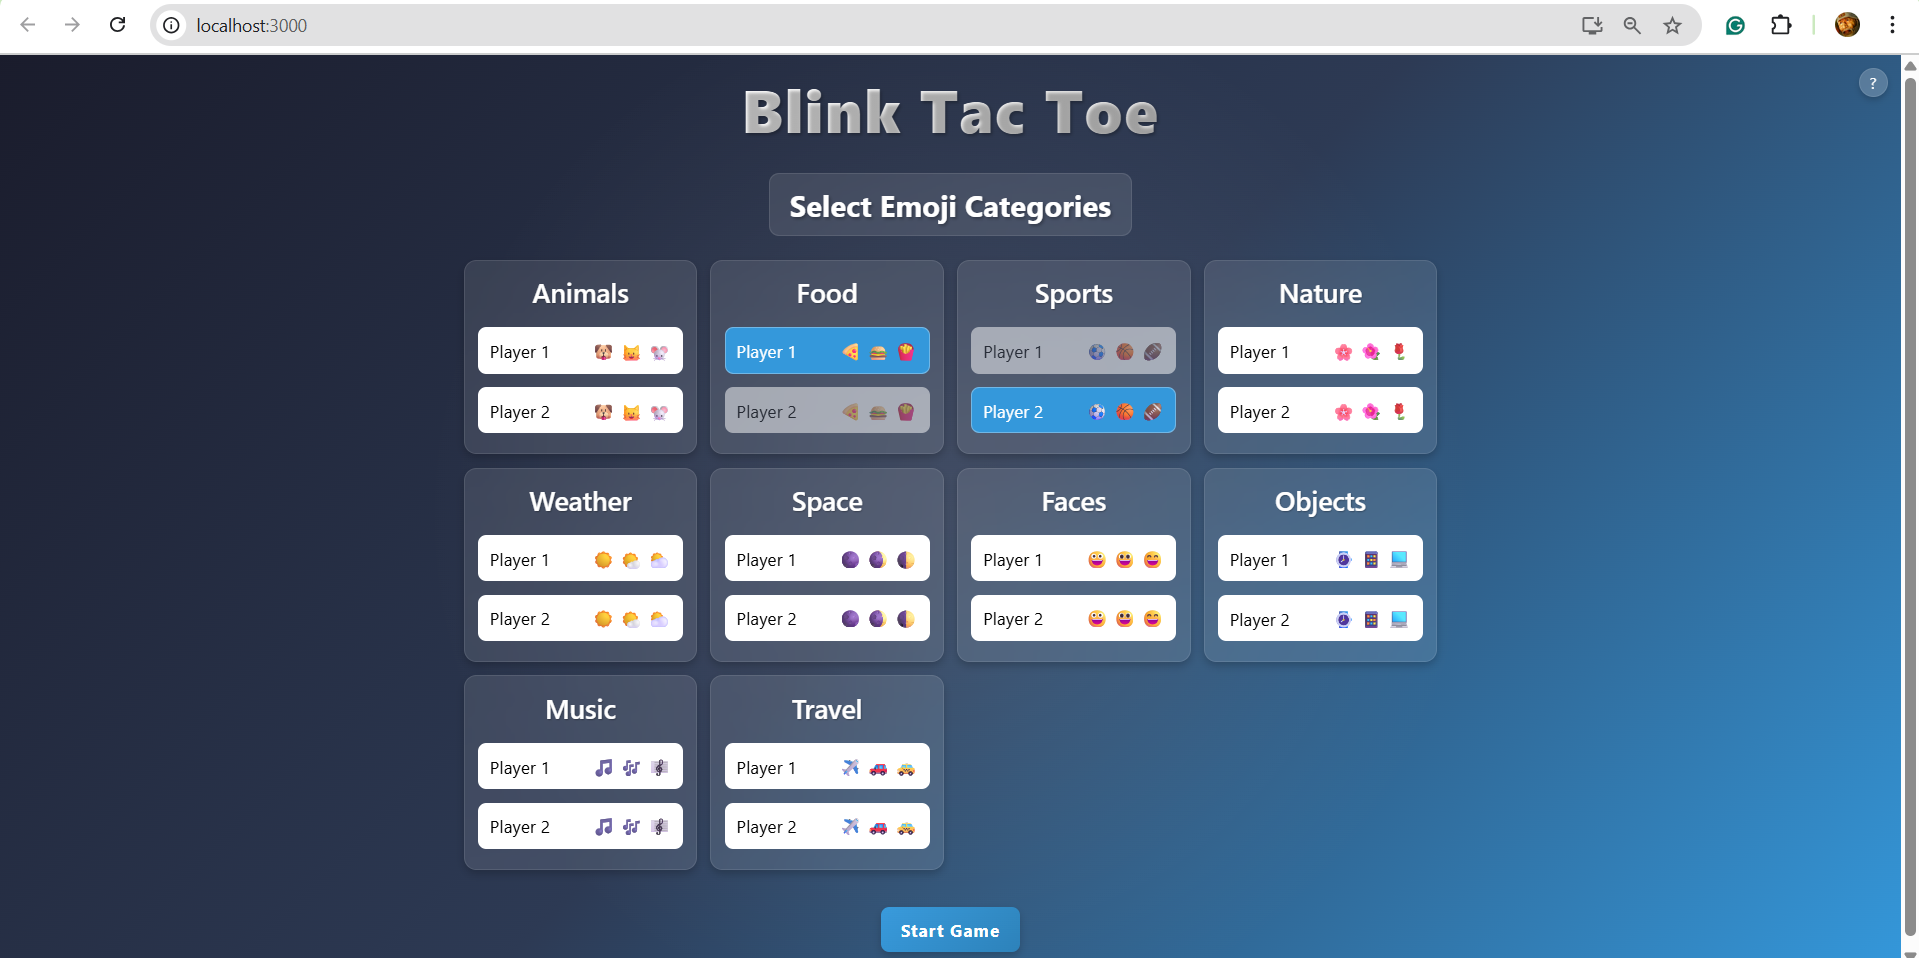 localhost:3000
?
Blink Tac Toe
Select Emoji Categories
Animals
Player 1
Player 2
Food
Player 1
Player 2
Sports
Player 1
Player 2
Nature
Player 1
Player 2
Weather
Player 1
Player 2
Space
Player 1
Player 2
Faces
Player 1
Player 2
Objects
Player 1
Player 2
Music
Player 1
Player 2
Travel
Player 1
Player 2
Start Game